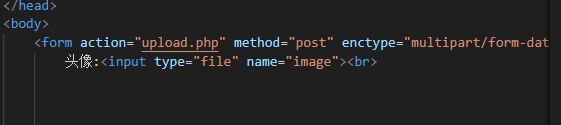 </head>
<body>
<form action="upload.php" method="post" enctype="multipart/form-dat
头像:<input type="file" name="image"><br>